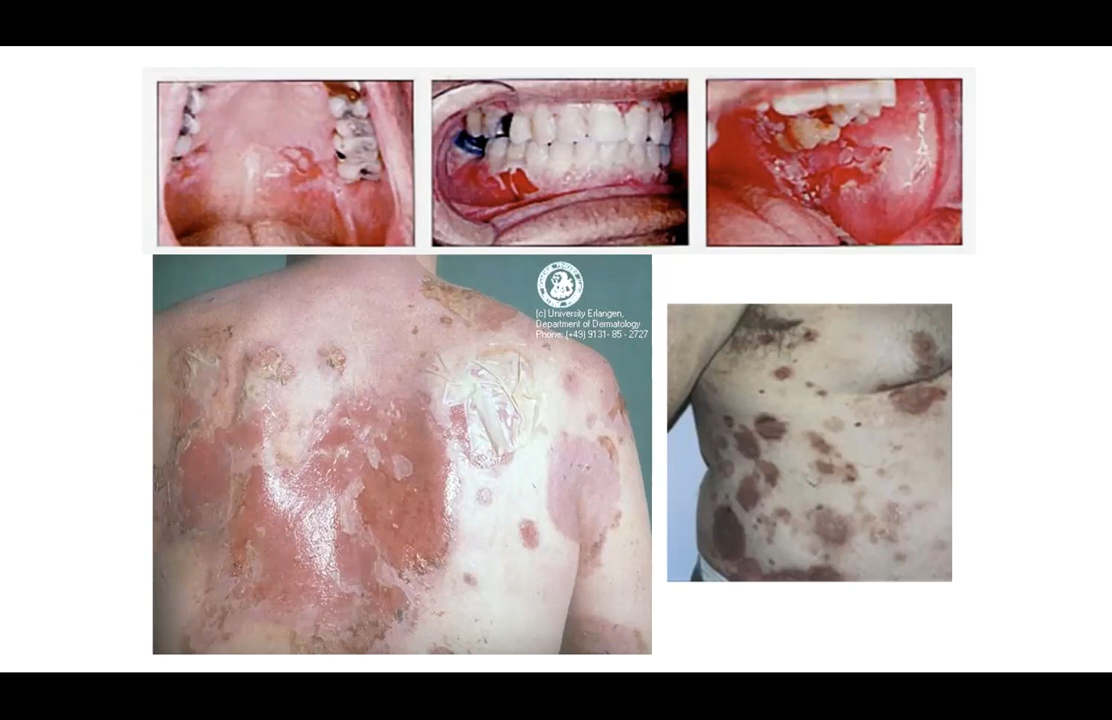 (c) University Erlangen,
Department of Dermatology
Phone: (+49) 9131- 85 - 2727